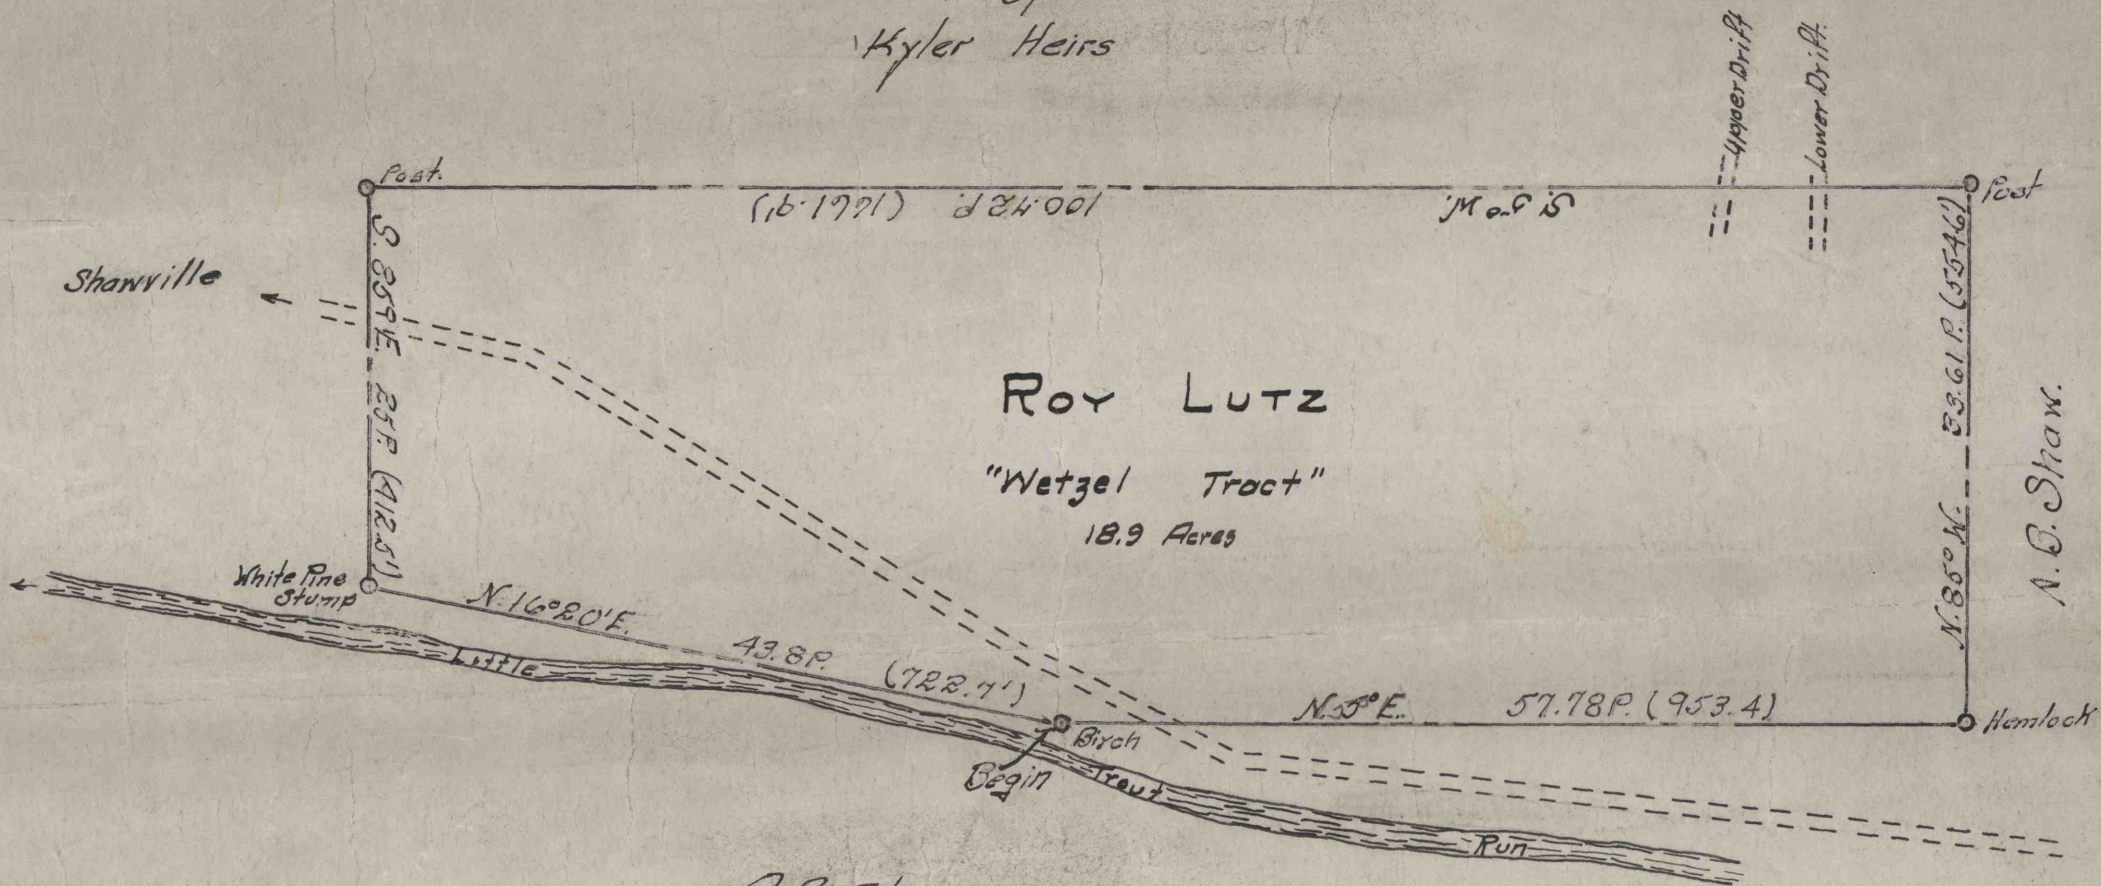 Kyler Heirs
Upper Drift
Lower Drift.
Post.
S. 5° W. 100.42 P. (1661.9')
Post
Shawville
S. 85° E. 25 P. (412.5')
N. 85° W. 33.61 P. (554.6')
A. B. Shaw.
ROY LUTZ
"Wetzel Tract"
18.9 Acres
White Pine
Stump
N. 16° 20' E. 43.8 P. (722.7')
N. 5° E. 57.78 P. (953.4)
Hemlock
Birch
Begin
Little Trout Run